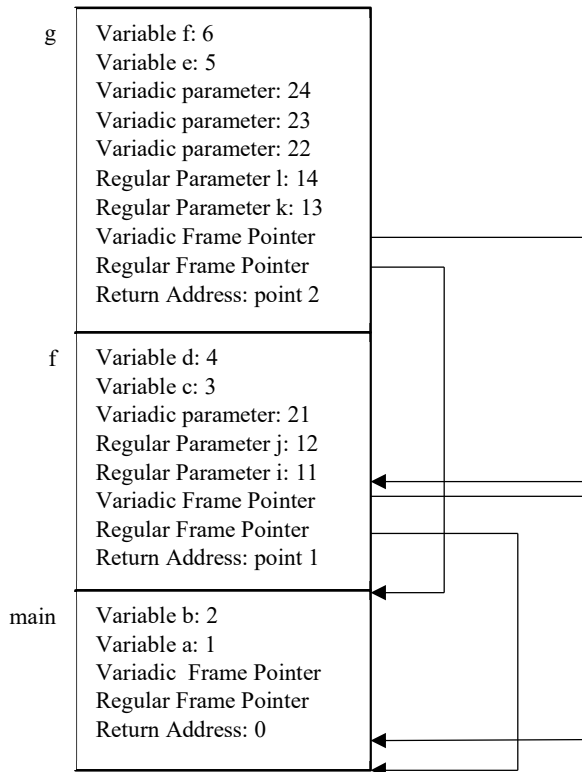 g
Variable f: 6
Variable e: 5
Variadic parameter: 24
Variadic parameter: 23
Variadic parameter: 22
Regular Parameter l: 14
Regular Parameter k: 13
Variadic Frame Pointer
Regular Frame Pointer
Return Address: point 2
f
Variable d: 4
Variable c: 3
Variadic parameter: 21
Regular Parameter j: 12
Regular Parameter i: 11
Variadic Frame Pointer
Regular Frame Pointer
Return Address: point 1
main
Variable b: 2
Variable a: 1
Variadic Frame Pointer
Regular Frame Pointer
Return Address: 0